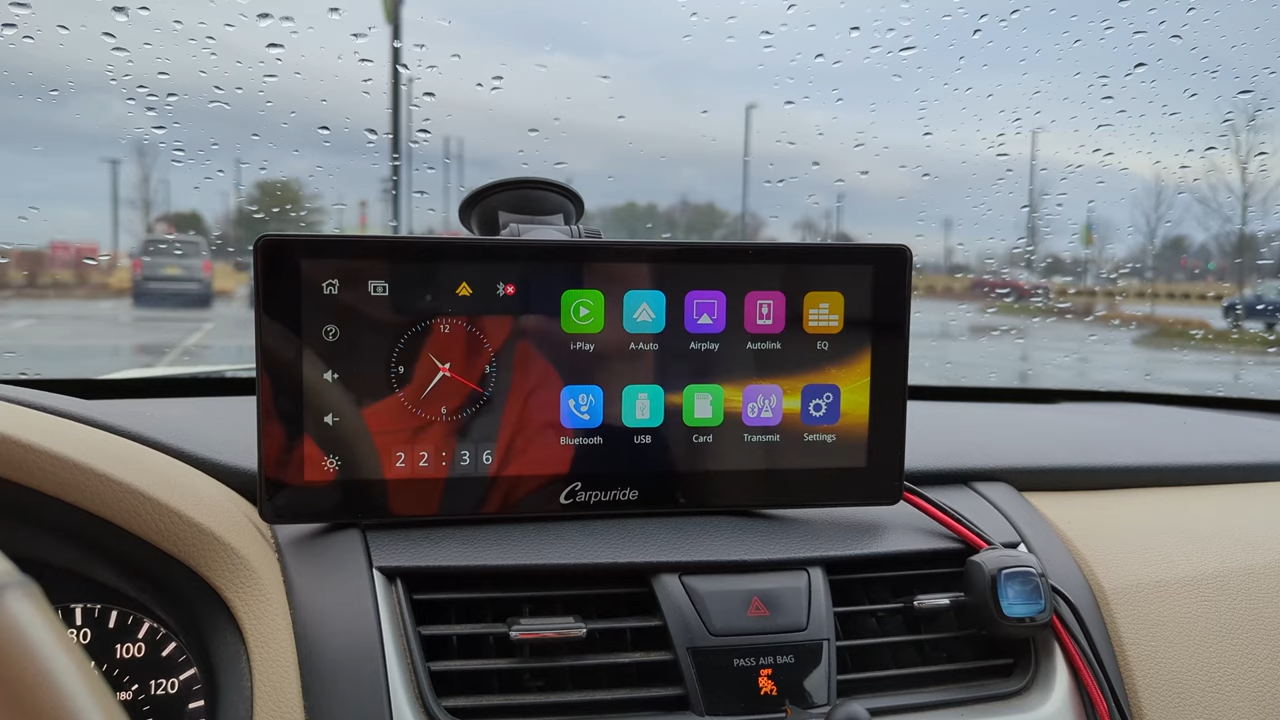 12
9
3
6
22:36
i-Play
A-Auto
Airplay
Autolink
EQ
Bluetooth
USB
Card
Transmit
Settings
Carpuride
80
100
120
180
PASS AIR BAG
OFF
2